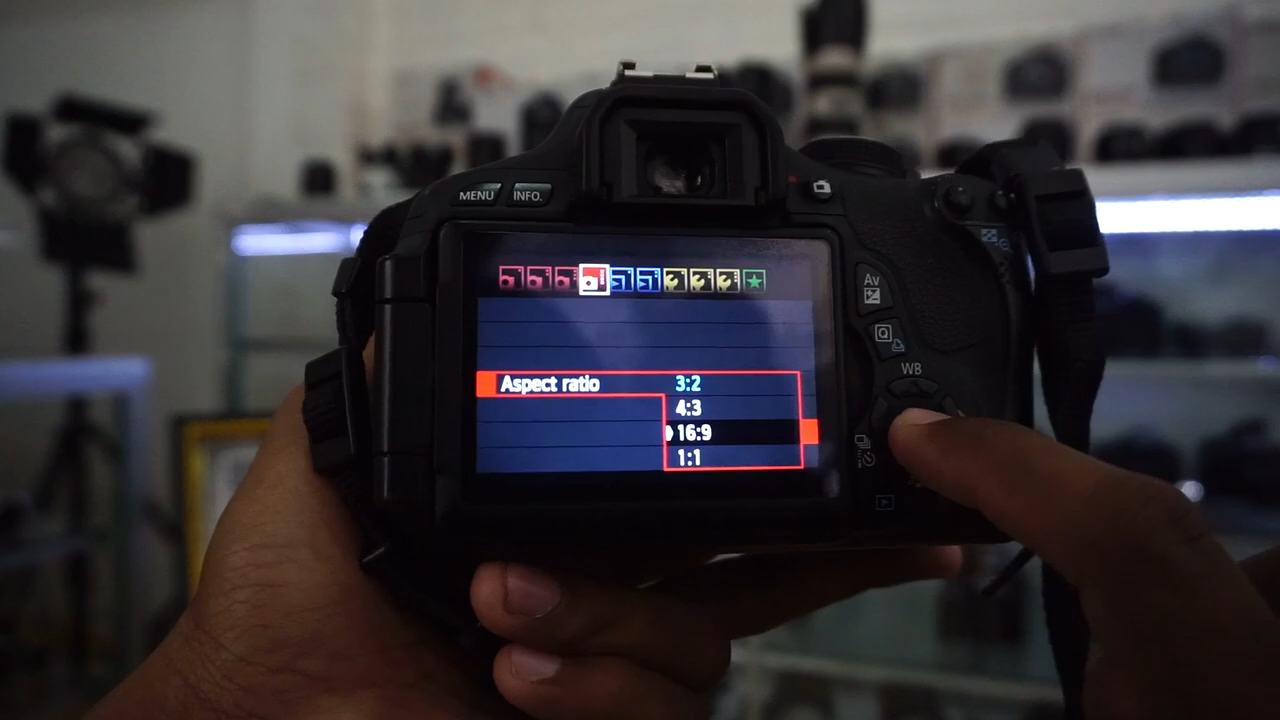 MENU
INFO.
Av
Q
WB
Aspect ratio
3:2
4:3
16:9
1:1